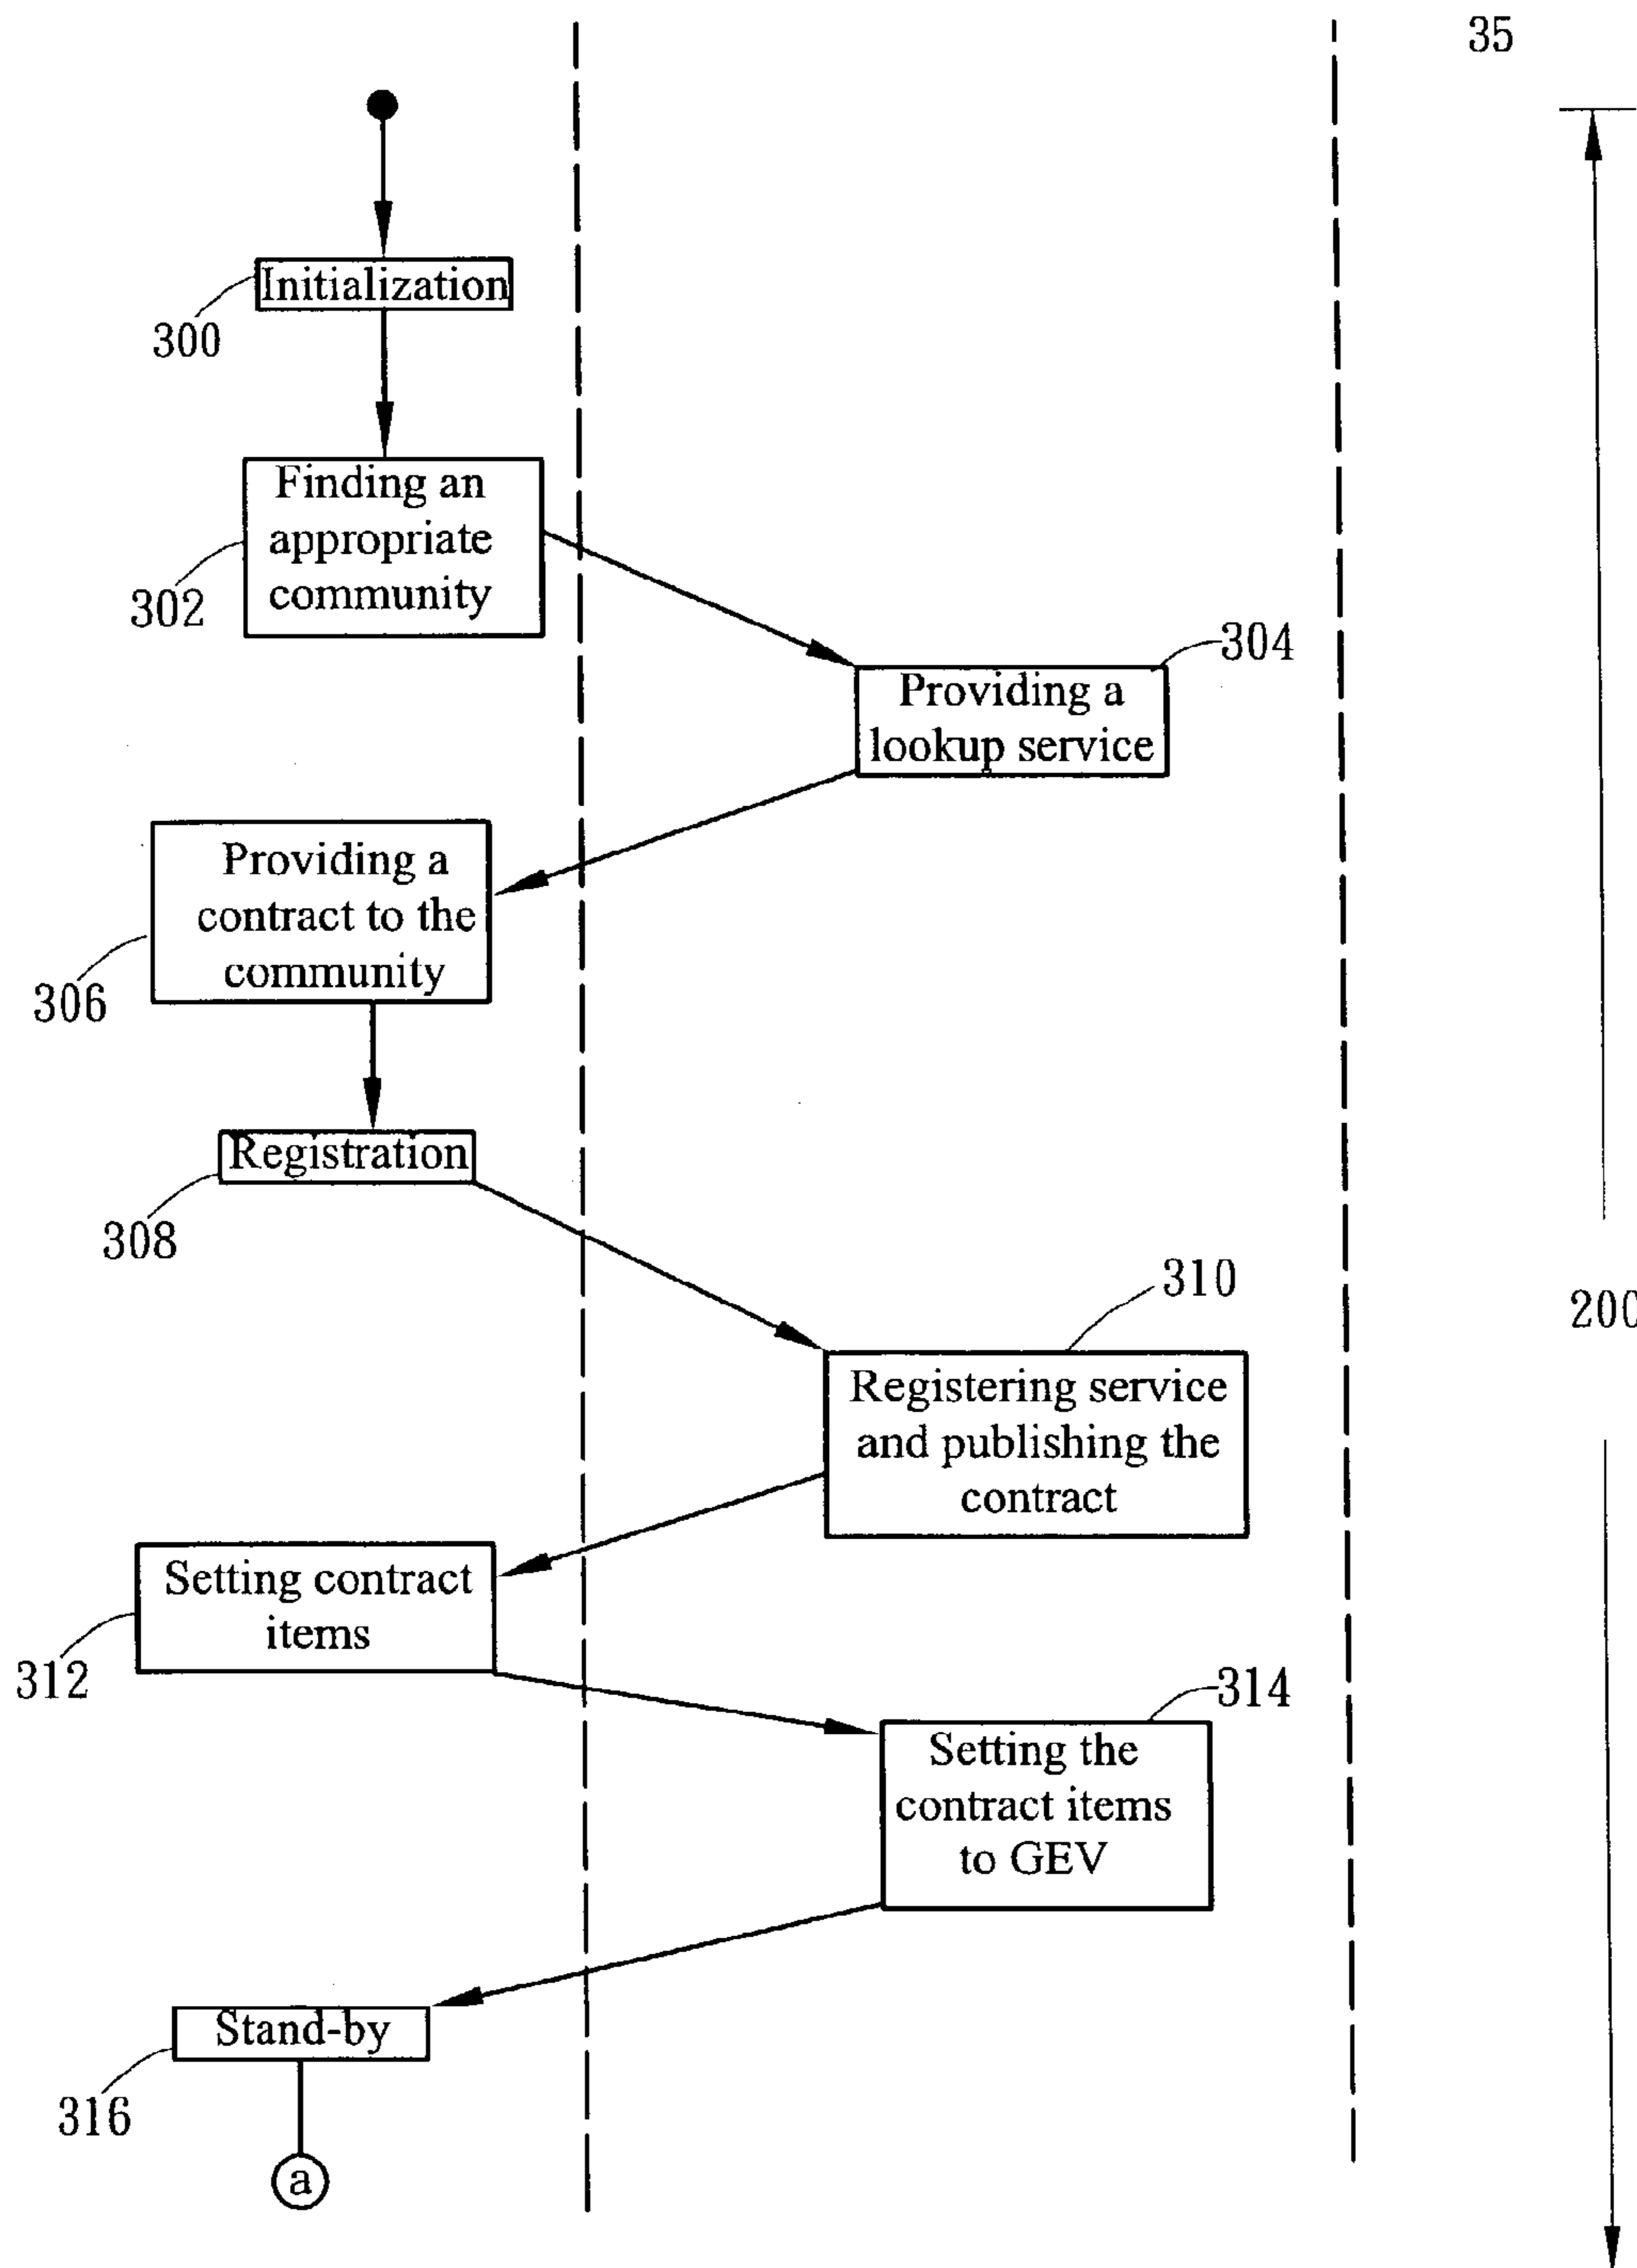 35
Initialization
300
Finding an
appropriate
community
302
304
Providing a
lookup service
Providing a
contract to the
community
306
Registration
308
310
200
Registering service
and publishing the
contract
Setting contract
items
312
314
Setting the
contract items
to GEV
Stand-by
316
a